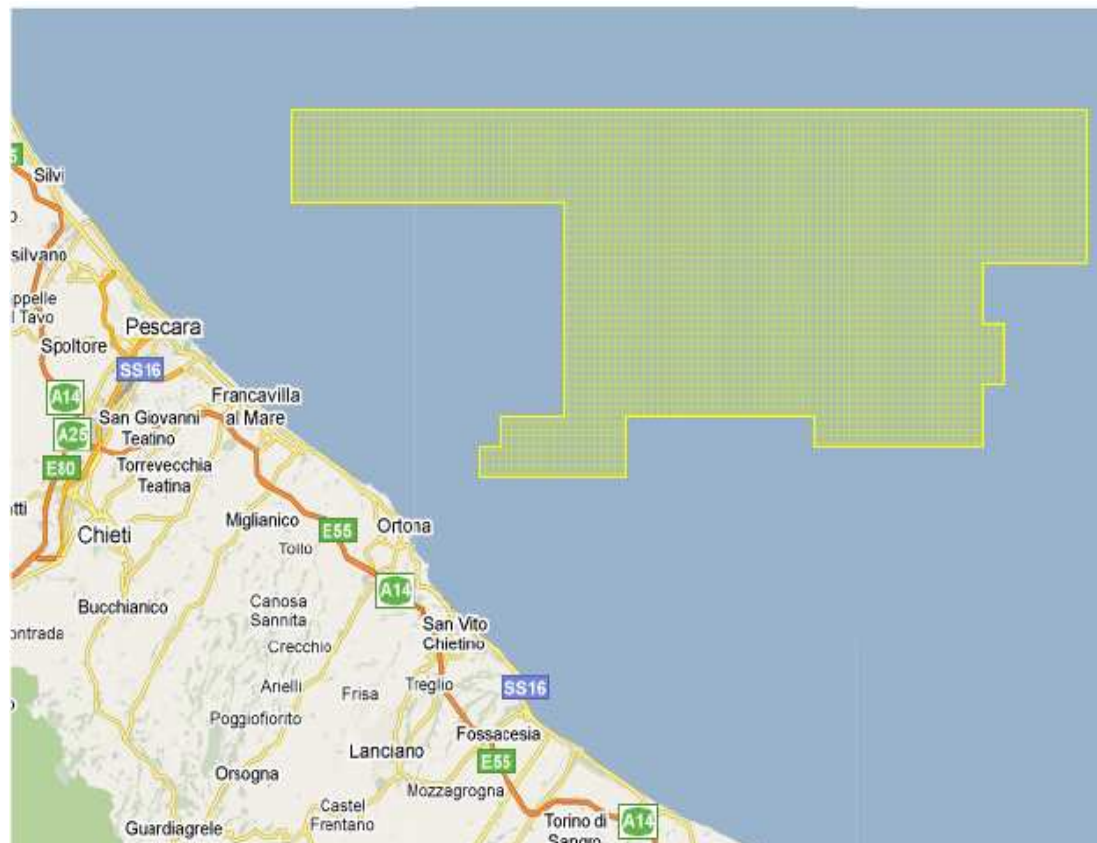 5
Silvi
silvano
Pescara
Spoltore
SS16
A14
Francavilla
al Mare
San Giovanni
Teatino
A25
E80
Torrevecchia
Teatina
Chieti
Miglianico
E55
Ortona
Tollo
A14
Bucchianico
Canosa
Sannita
San Vito
Chietino
ontrada
Crecchio
Arielli
Frisa
Treglio
SS16
Poggiofiorito
Fossacesia
Lanciano
E55
Orsogna
Mozzagrogna
Castel
Frentano
Guardiagrele
Torino di
Sangro
A14